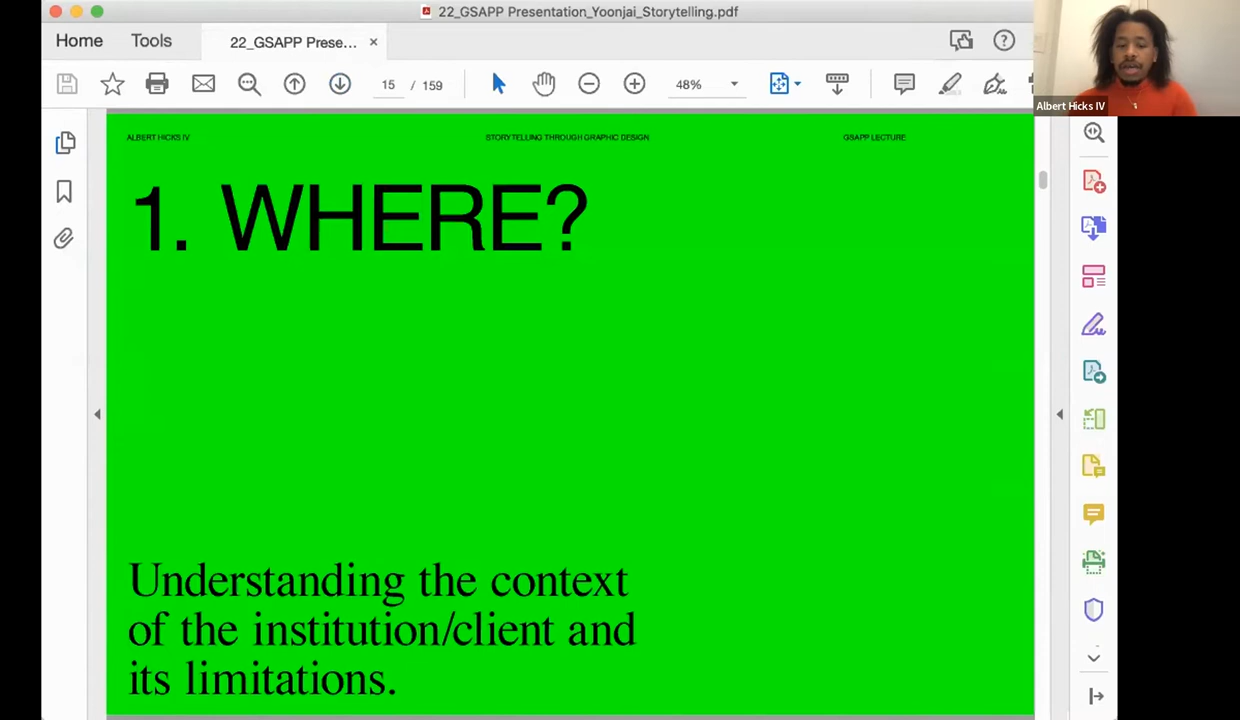 22_GSAPP Presentation_Yoonjai_Storytelling.pdf
Home
Tools
22_GSAPP Prese...
15 / 159
48%
Albert Hicks IV
ALBERT HICKS IV
STORYTELLING THROUGH GRAPHIC DESIGN
GSAPP LECTURE
1. WHERE?
Understanding the context
of the institution/client and
its limitations.